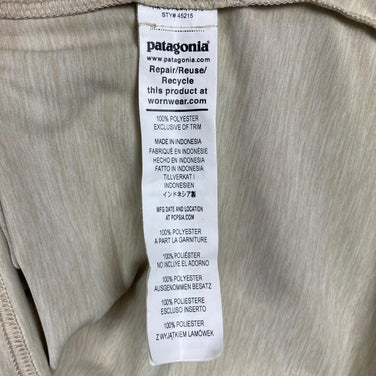 STY# 45215
patagonia®
www.patagonia.com
Repair/Reuse/
Recycle
this product at
wornwear.com
100% POLYESTER
EXCLUSIVE OF TRIM
MADE IN INDONESIA
FABRIQUÉ EN INDONÉSIE
HECHO EN INDONESIA
FATTO IN INDONESIA
TILLVERKAT I
INDONESIEN
インドネシア製
MFG DATE AND LOCATION
AT PCPSIA.COM
100% POLYESTER
A PART LA GARNITURE
100% POLIÉSTER
NO INCLUYE EL ADORNO
100% POLYESTER
AUSGENOMMEN BESATZ
100% POLIESTERE
ESCLUSO INSERTO
100% POLYESTER
Z WYJĄTKIEM LAMÓWEK